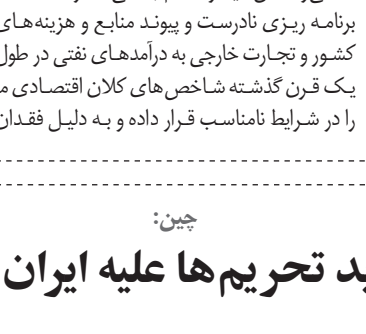 برنامه ریزی نادرست و پیوند منابع و هزینه‌های
کشور و تجارت خارجی به درآمدهای نفتی در طول
یک قرن گذشته شاخص‌های کلان اقتصادی
را در شرایط نامناسب قرار داده و به دلیل فقدان
چین:
تحریم‌ها علیه ایران